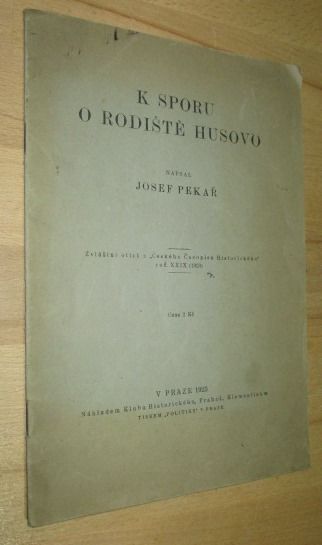 K SPORU
O RODIŠTĚ HUSOVO
NAPSAL
JOSEF PEKAŘ
Zvláštní otisk z „Českého Časopisu Historického“
roč. XXIX (1923)
Cena 2 Kč
V PRAZE 1923
Nákladem Klubu Historického, Praha I, Klementinum
TISKEM „POLITIKY“ V PRAZE